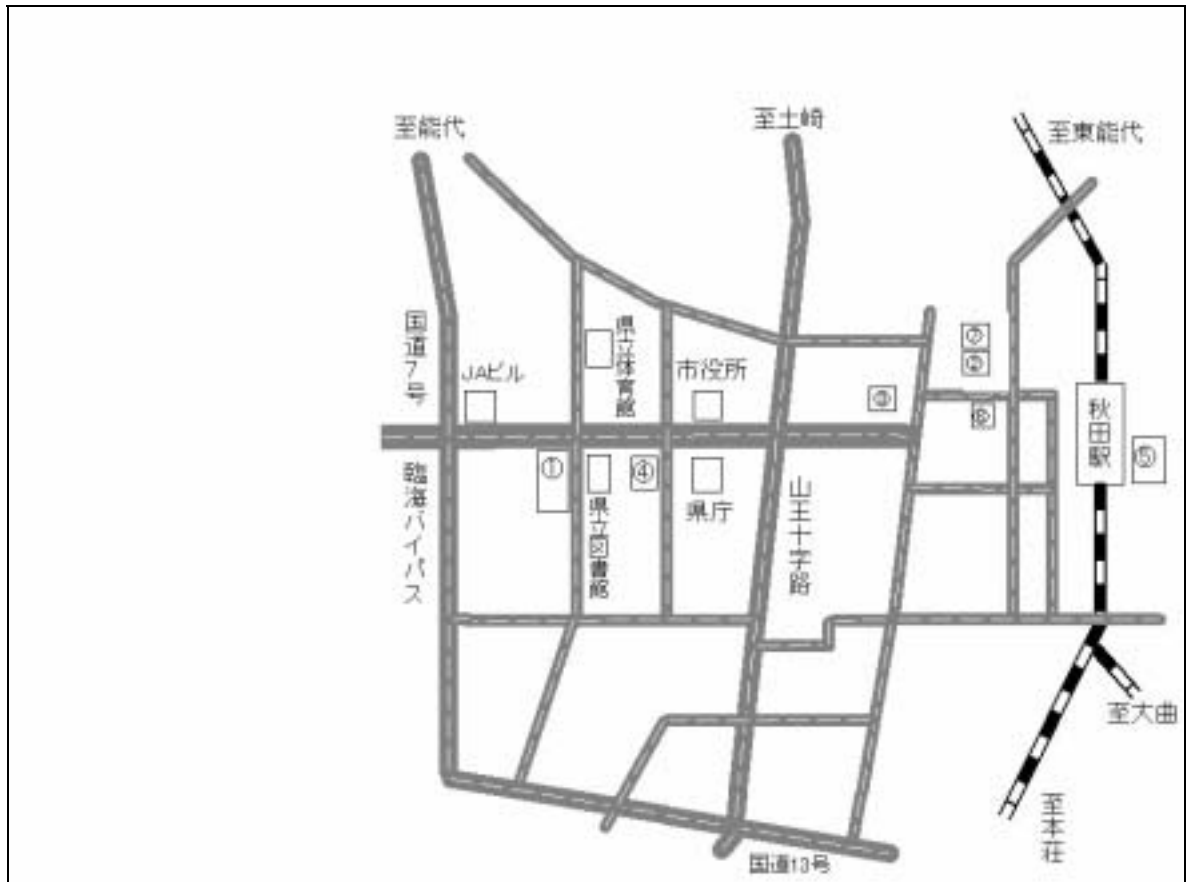 至能代
至土崎
至東能代
国道7号
県立体育館
JAビル
市役所
⑦
②
③
⑥
秋田駅
⑤
臨海バイパス
①
県立図書館
④
県庁
山王十字路
至大曲
至本荘
国道13号